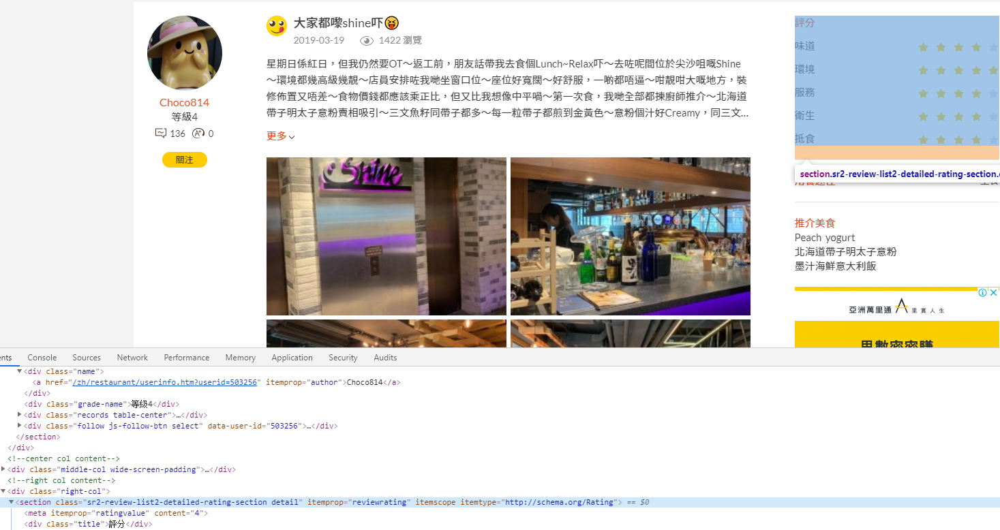 大家都嚟shine吓😝
2019-03-19 1422 瀏覽
Choco814
等級4
136 0
關注
星期日係紅日，但我仍然要OT～返工前，朋友話帶我去食個Lunch~Relax吓～去咗呢間位於尖沙咀嘅Shine
～環境都幾高級幾靚～店員安排咗我哋坐窗口位～座位好寬闊～好舒服，一啲都唔逼～咁靚咁大嘅地方，裝
修佈置又唔差～食物價錢都應該乘正比，但又比我想像中平喎～第一次食，我哋全部都揀廚師推介～北海道
帶子明太子意粉賣相吸引～三文魚籽同帶子都多～每一粒帶子都煎到金黃色～意粉個汁好Creamy，同三文...
更多
Shine
評分
味道
環境
服務
衛生
抵食
section.sr2-review-list2-detailed-rating-section.
推介美食
Peach yogurt
北海道帶子明太子意粉
墨汁海鮮意大利飯
亞洲萬里通 里賞人生
ents Console Sources Network Performance Memory Application Security Audits
<div class="name">
<a href="/zh/restaurant/userinfo.htm?userid=503256" itemprop="author">Choco814</a>
</div>
<div class="grade-name">等級4</div>
<div class="records table-center">…</div>
<div class="follow js-follow-btn select" data-user-id="503256">…</div>
</section>
</div>
<!--center col content-->
<div class="middle-col wide-screen-padding">…</div>
<!--right col content-->
<div class="right-col">
<section class="sr2-review-list2-detailed-rating-section detail" itemprop="reviewrating" itemscope itemtype="http://schema.org/Rating"> == $0
<meta itemprop="ratingvalue" content="4">
<div class="title">評分</div>